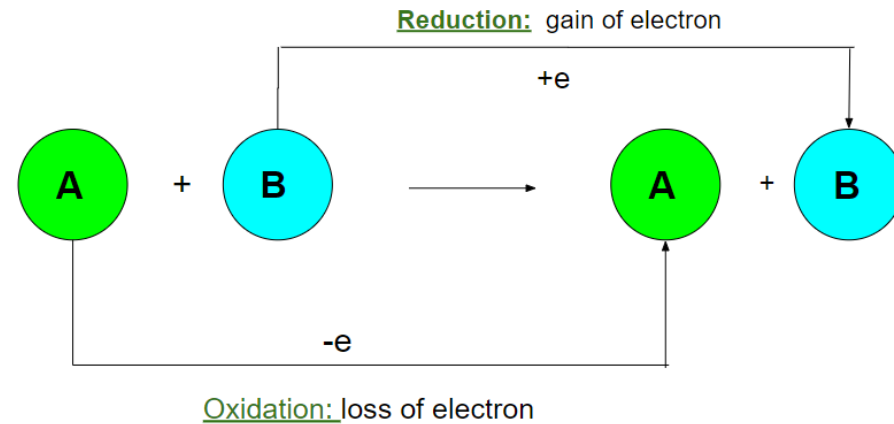 Reduction: gain of electron
+e
A + B A + B
-e
Oxidation: loss of electron